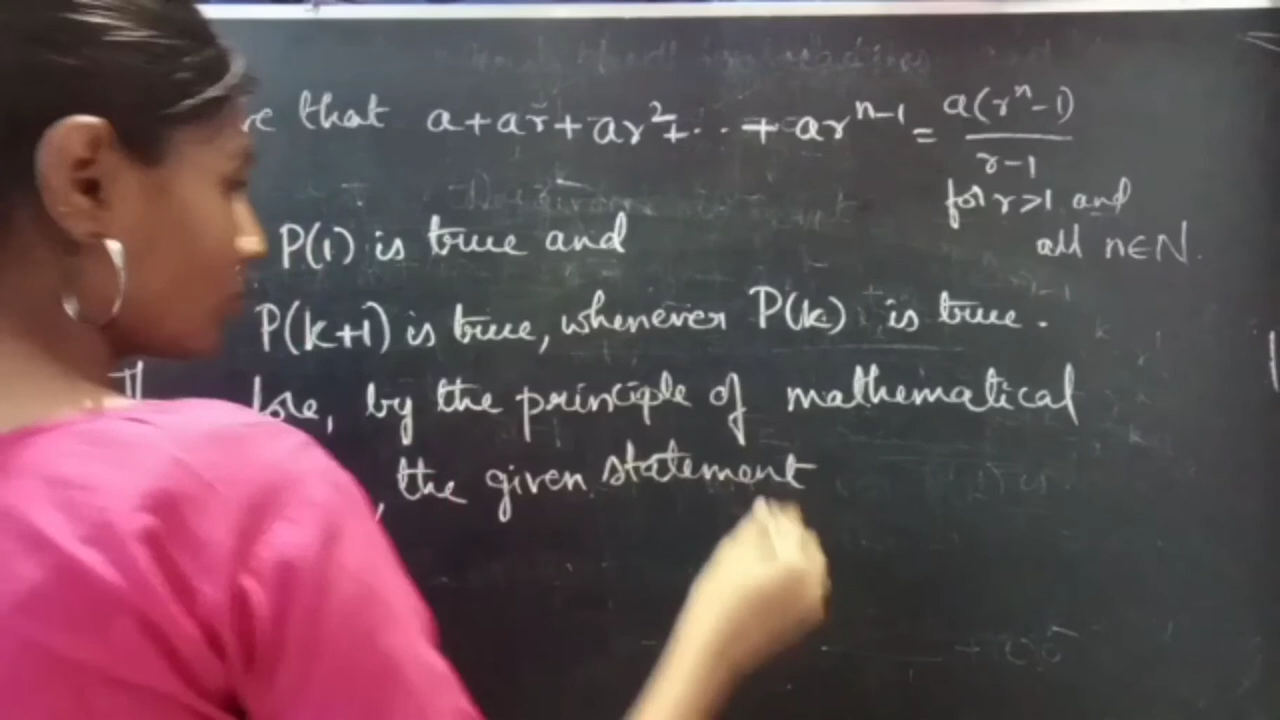 that a+ar+ar²+...+arⁿ⁻¹ = a(rⁿ-1)/r-1
for r>1 and
all n∈N.
P(1) is true and
P(k+1) is true, whenever P(k) is true.
by the principle of mathematical
, the given statement